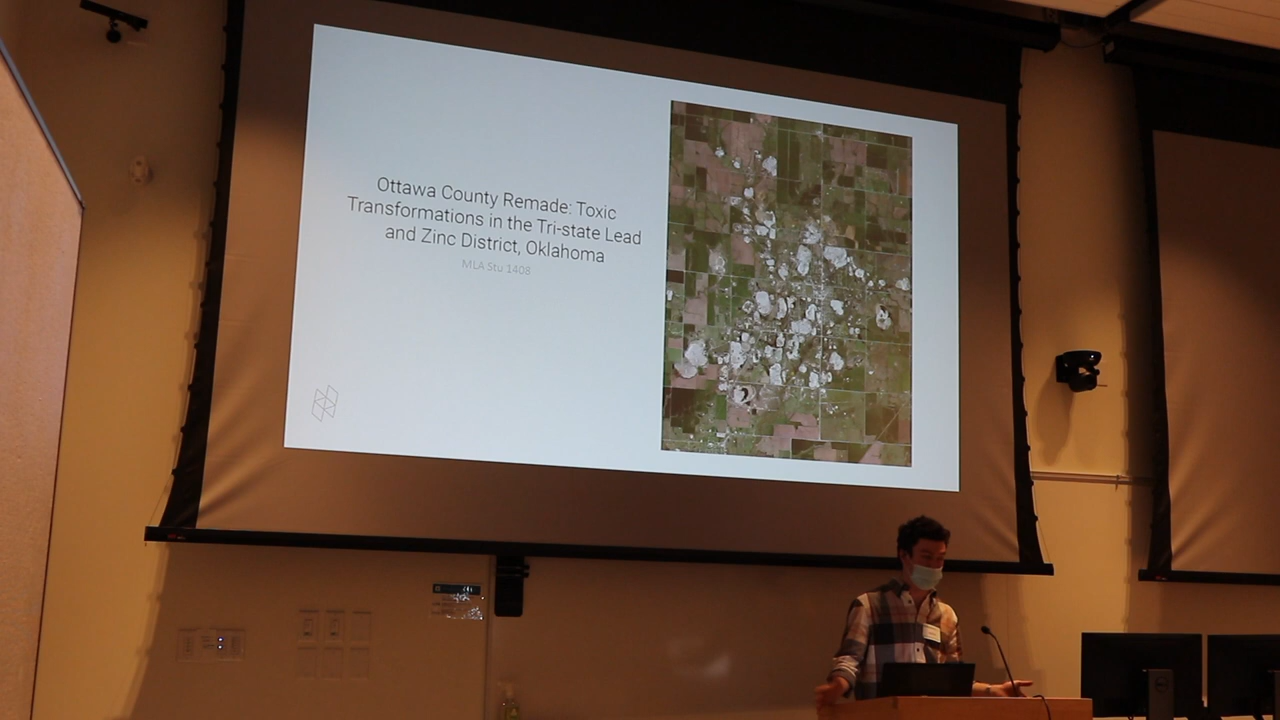 Ottawa County Remade: Toxic
Transformations in the Tri-state Lead
and Zinc District, Oklahoma
MLA Stu 1408